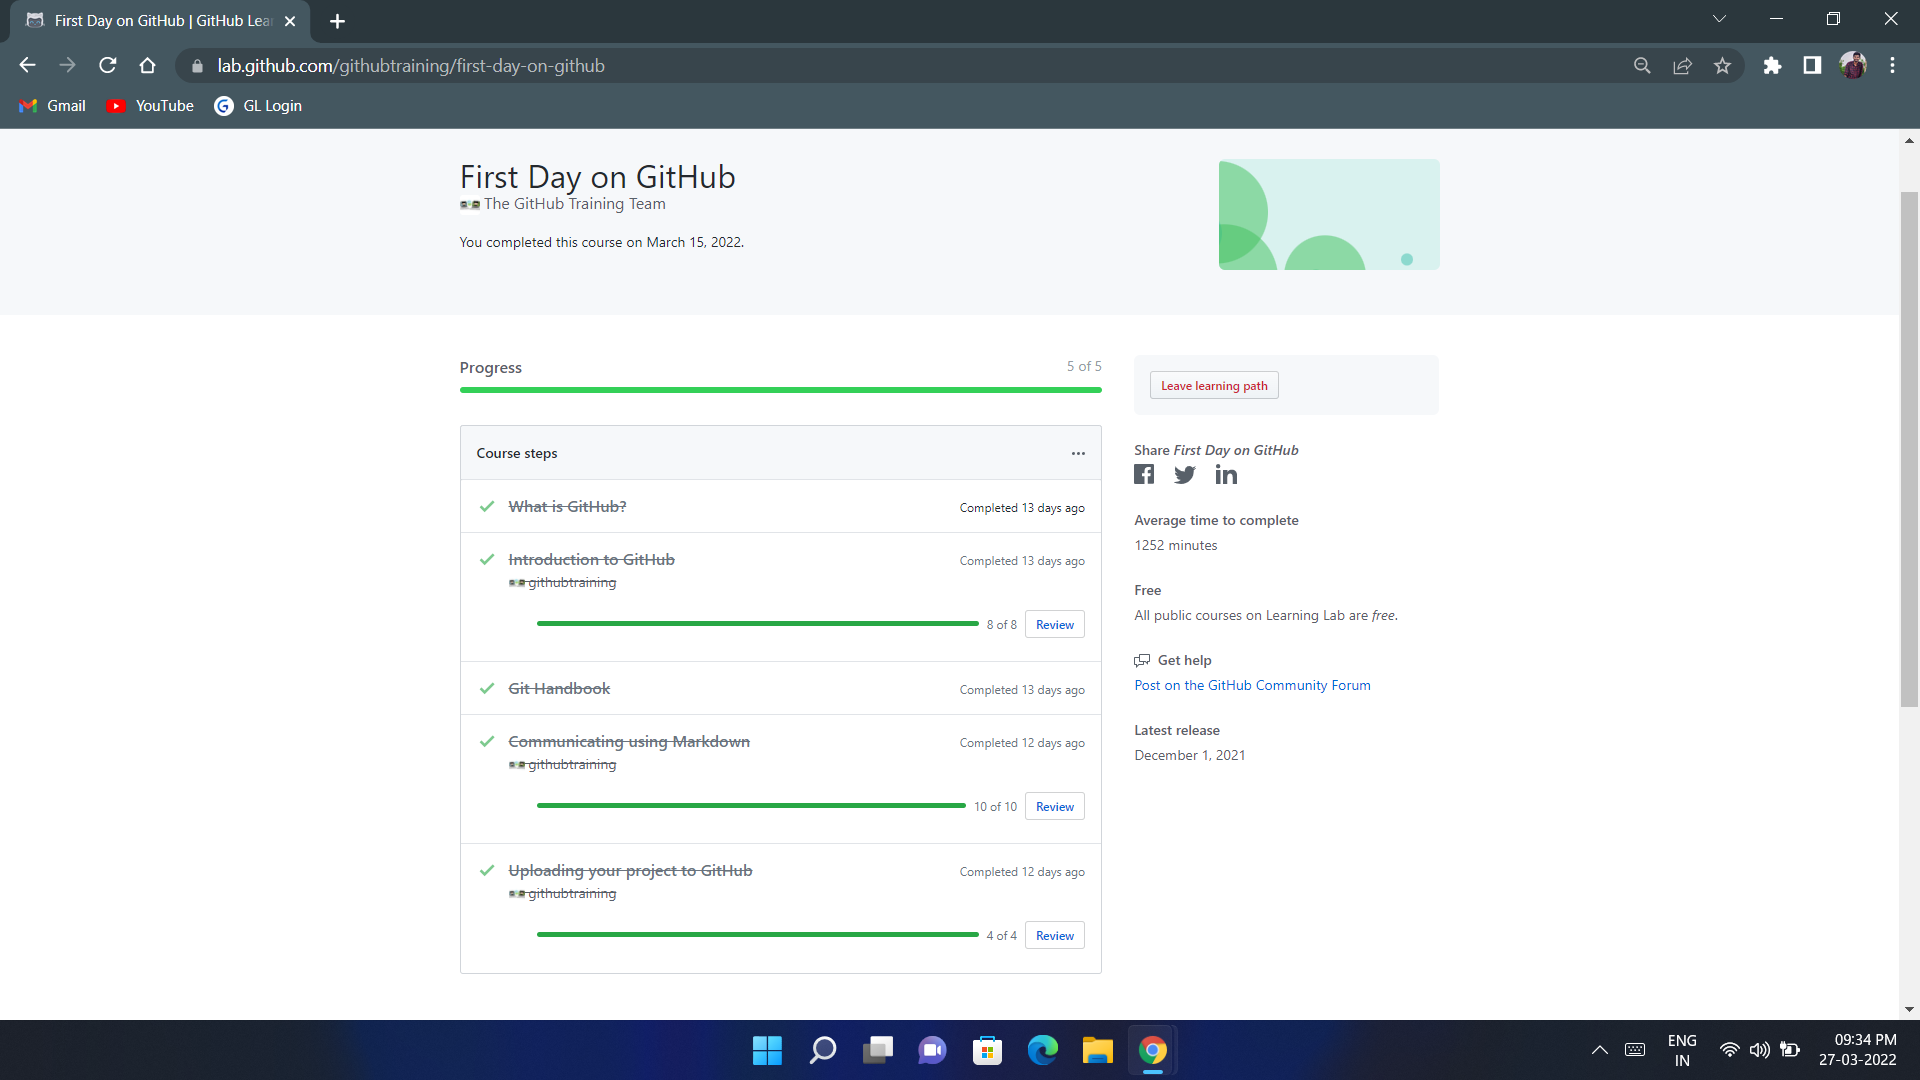 First Day on GitHub | GitHub Lea
lab.github.com/githubtraining/first-day-on-github
Gmail YouTube GL Login
First Day on GitHub
The GitHub Training Team
You completed this course on March 15, 2022.
Progress 5 of 5
Course steps
What is GitHub? Completed 13 days ago
Introduction to GitHub Completed 13 days ago
githubtraining
8 of 8 Review
Git Handbook Completed 13 days ago
Communicating using Markdown Completed 12 days ago
githubtraining
10 of 10 Review
Uploading your project to GitHub Completed 12 days ago
githubtraining
4 of 4 Review
Leave learning path
Share First Day on GitHub
Average time to complete
1252 minutes
Free
All public courses on Learning Lab are free.
Get help
Post on the GitHub Community Forum
Latest release
December 1, 2021
ENG
IN
09:34 PM
27-03-2022